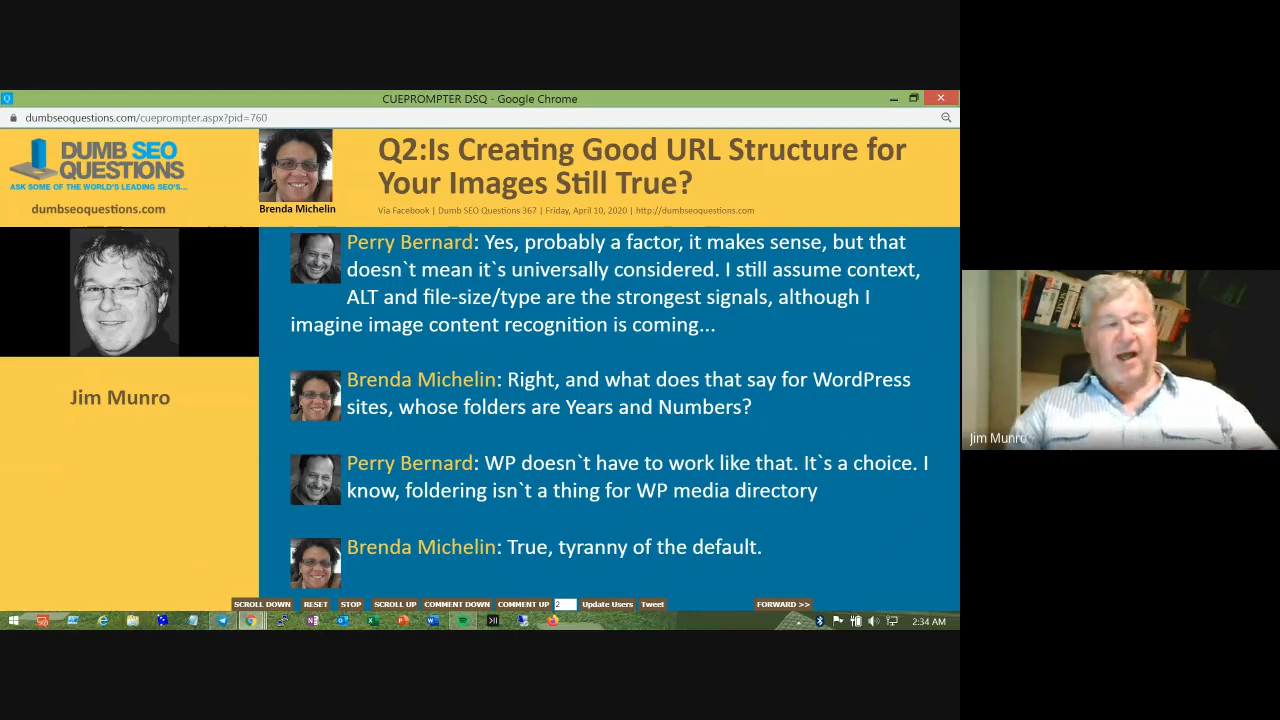 CUEPROMPTER DSQ - Google Chrome
dumbseoquestions.com/cueprompter.aspx?pid=760
DUMB SEO
QUESTIONS
ASK SOME OF THE WORLD'S LEADING SEO'S...
dumbseoquestions.com
Brenda Michelin
Q2:Is Creating Good URL Structure for
Your Images Still True?
Via Facebook | Dumb SEO Questions 367 | Friday, April 10, 2020 | http://dumbseoquestions.com
Jim Munro
Perry Bernard: Yes, probably a factor, it makes sense, but that
doesn`t mean it`s universally considered. I still assume context,
ALT and file-size/type are the strongest signals, although I
imagine image content recognition is coming...
Brenda Michelin: Right, and what does that say for WordPress
sites, whose folders are Years and Numbers?
Perry Bernard: WP doesn`t have to work like that. It`s a choice. I
know, foldering isn`t a thing for WP media directory
Brenda Michelin: True, tyranny of the default.
SCROLL DOWN RESET STOP SCROLL UP COMMENT DOWN COMMENT UP 2 Update Users Tweet FORWARD >>
2:34 AM
Jim Munro